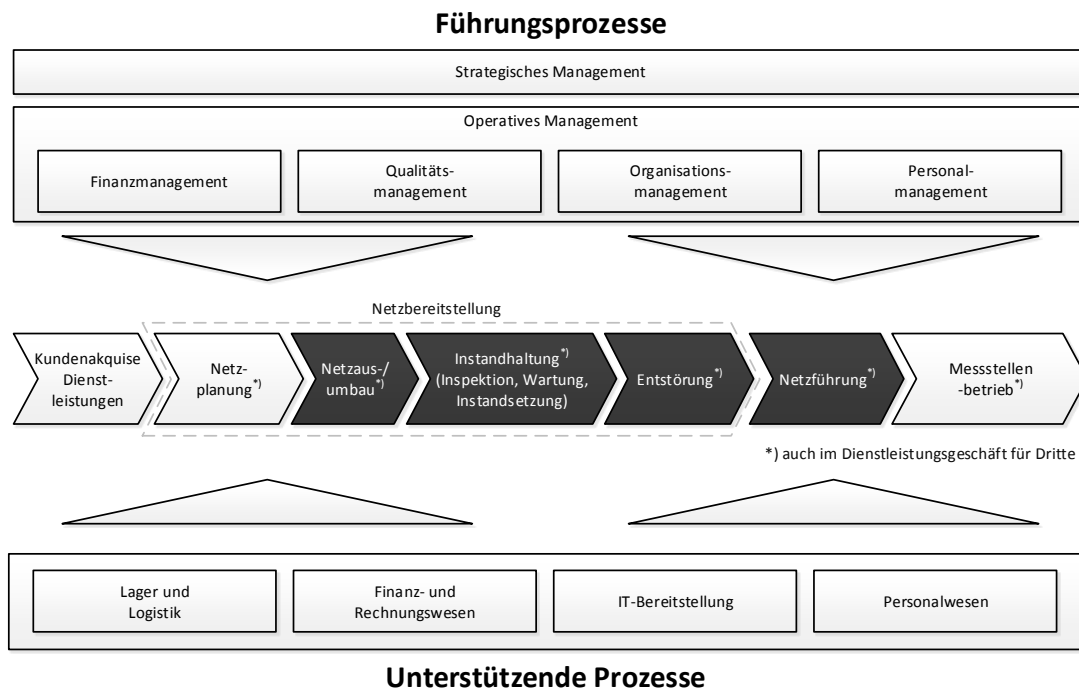 Führungsprozesse
Strategisches Management
Operatives Management
Finanzmanagement
Qualitäts-
management
Organisations-
management
Personal-
management
Netzbereitstellung
Kundenakquise
Dienst-
leistungen
Netz-
planung*)
Netzaus-/
umbau*)
Instandhaltung*)
(Inspektion, Wartung,
Instandsetzung)
Entstörung*)
Netzführung*)
Messstellen
-betrieb*)
*) auch im Dienstleistungsgeschäft für Dritte
Lager und
Logistik
Finanz- und
Rechnungswesen
IT-Bereitstellung
Personalwesen
Unterstützende Prozesse